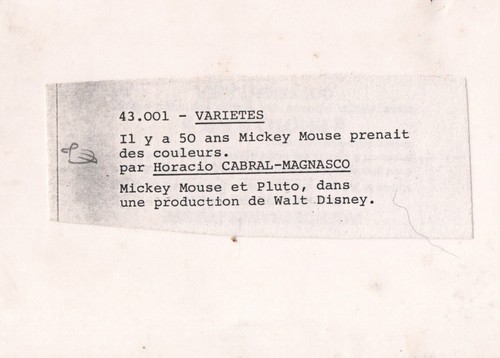 43.001 - VARIETES
Il y a 50 ans Mickey Mouse prenait
des couleurs.
par Horacio CABRAL-MAGNASCO
Mickey Mouse et Pluto, dans
une production de Walt Disney.